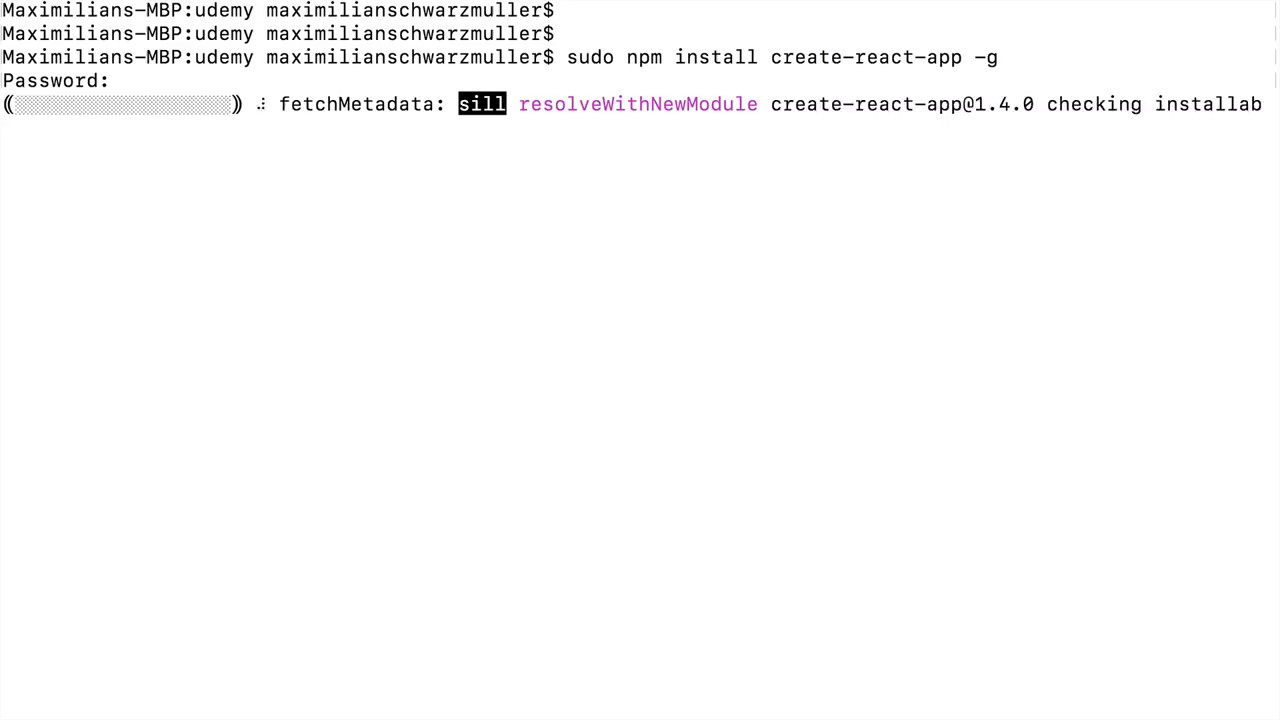 Maximilians-MBP:udemy maximilianschwarzmuller$
Maximilians-MBP:udemy maximilianschwarzmuller$
Maximilians-MBP:udemy maximilianschwarzmuller$ sudo npm install create-react-app -g
Password:
(░░░░░░░░░░░░░░░░░░) ⠼ fetchMetadata: sill resolveWithNewModule create-react-app@1.4.0 checking installab